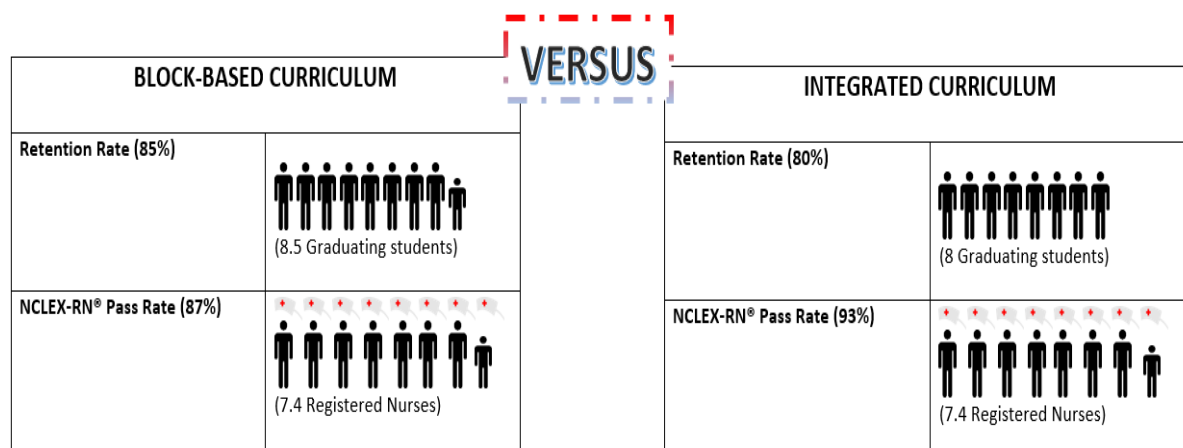 VERSUS
BLOCK-BASED CURRICULUM
Retention Rate (85%)
(8.5 Graduating students)
NCLEX-RN® Pass Rate (87%)
(7.4 Registered Nurses)
INTEGRATED CURRICULUM
Retention Rate (80%)
(8 Graduating students)
NCLEX-RN® Pass Rate (93%)
(7.4 Registered Nurses)